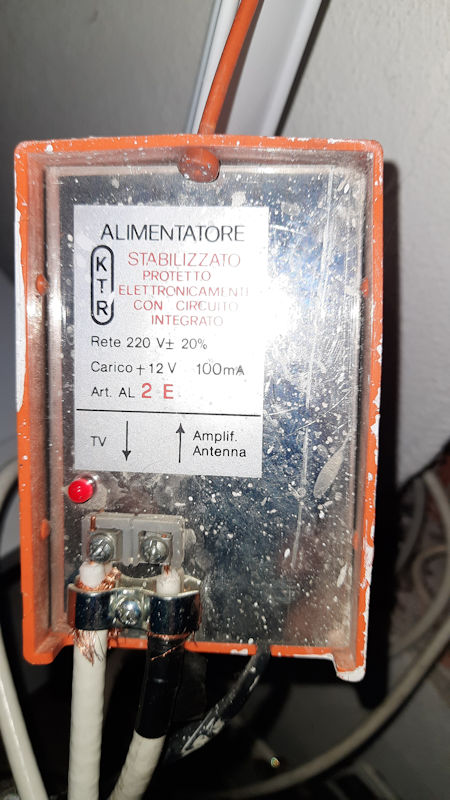 ALIMENTATORE
KTR
STABILIZZATO
PROTETTO
ELETTRONICAMENTE
CON CIRCUITO
INTEGRATO
Rete 220 V± 20%
Carico + 12 V 100mA
Art. AL 2 E
TV ↓ ↑ Amplif.
Antenna